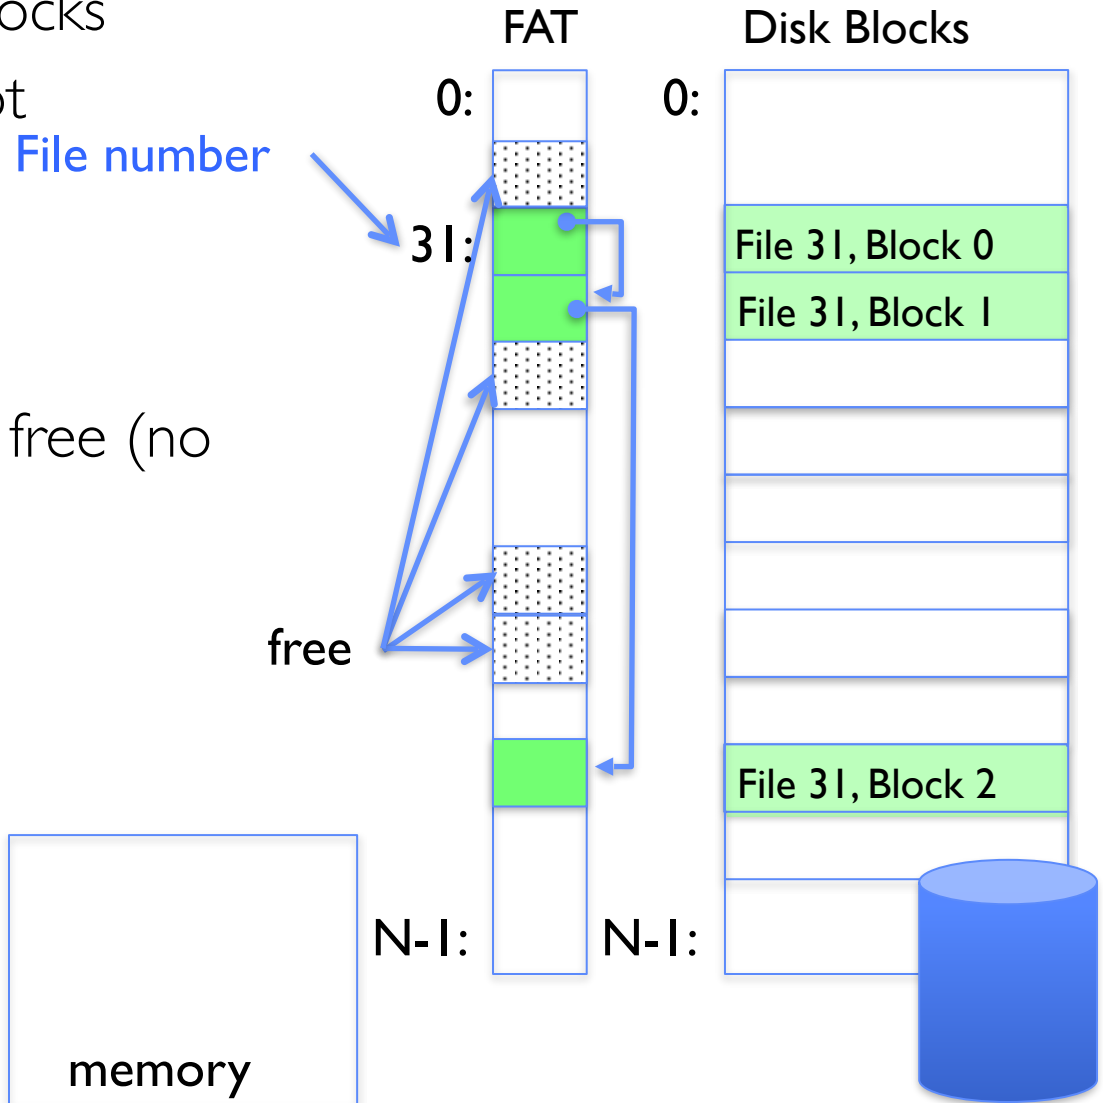 ocks
FAT
Disk Blocks
ot
0:
0:
File number
31:
File 31, Block 0
File 31, Block 1
free (no
free
File 31, Block 2
N-1:
N-1:
memory